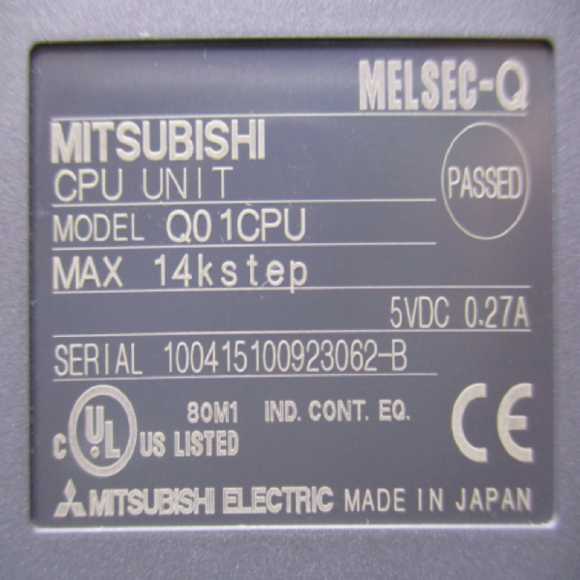 MELSEC-Q
MITSUBISHI
CPU UNIT
PASSED
MODEL Q01CPU
MAX 14kstep
5VDC 0.27A
SERIAL 100415100923062-B
80M1 IND. CONT. EQ.
C UL US LISTED
CE
MITSUBISHI ELECTRIC MADE IN JAPAN